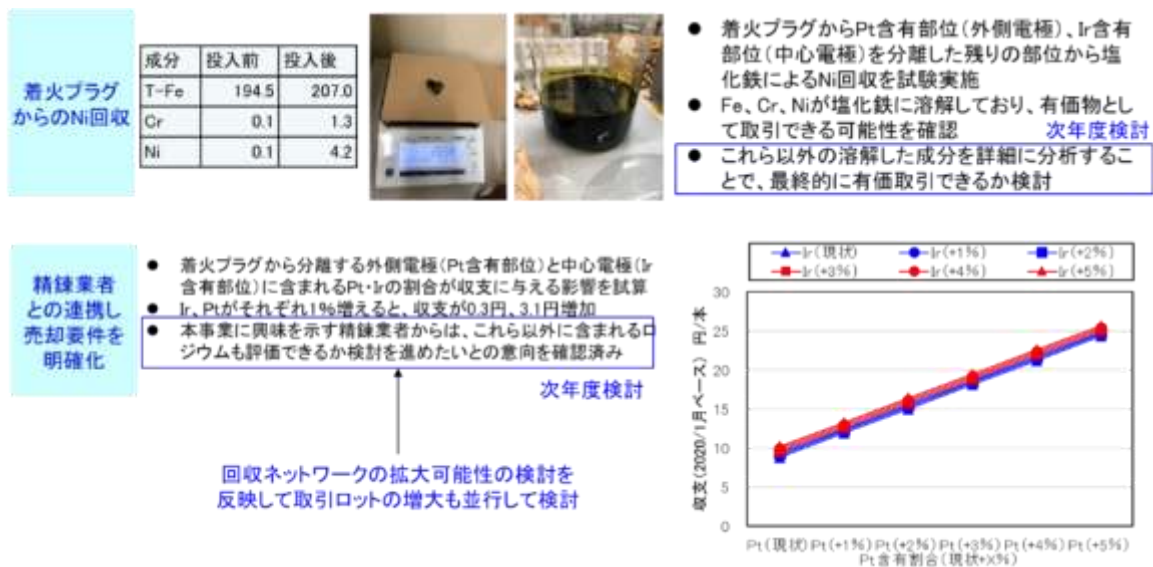 着火プラグ
からのNi回収
成分 投入前 投入後
T-Fe 194.5 207.0
Cr 0.1 1.3
Ni 0.1 4.2
● 着火プラグからPt含有部位(外側電極)、Ir含有
部位(中心電極)を分離した残りの部位から塩
化鉄によるNi回収を試験実施
● Fe、Cr、Niが塩化鉄に溶解しており、有価物とし
て取引できる可能性を確認 次年度検討
● これら以外の溶解した成分を詳細に分析するこ
とで、最終的に有価取引できるか検討
精錬業者
との連携し
売却要件を
明確化
● 着火プラグから分離する外側電極(Pt含有部位)と中心電極(Ir
含有部位)に含まれるPt・Irの割合が収支に与える影響を試算
● Ir、Ptがそれぞれ1%増えると、収支が0.3円、3.1円増加
● 本事業に興味を示す精錬業者からは、これら以外に含まれるロ
ジウムも評価できるか検討を進めたいとの意向を確認済み
次年度検討
回収ネットワークの拡大可能性の検討を
反映して取引ロットの増大も並行して検討
Ir(現状) Ir(+1%) Ir(+2%)
Ir(+3%) Ir(+4%) Ir(+5%)
収支(2020/1月ベース) 円/本
30
25
20
15
10
5
0
Pt(現状) Pt(+1%) Pt(+2%) Pt(+3%) Pt(+4%) Pt(+5%)
Pt含有割合(現状+X%)